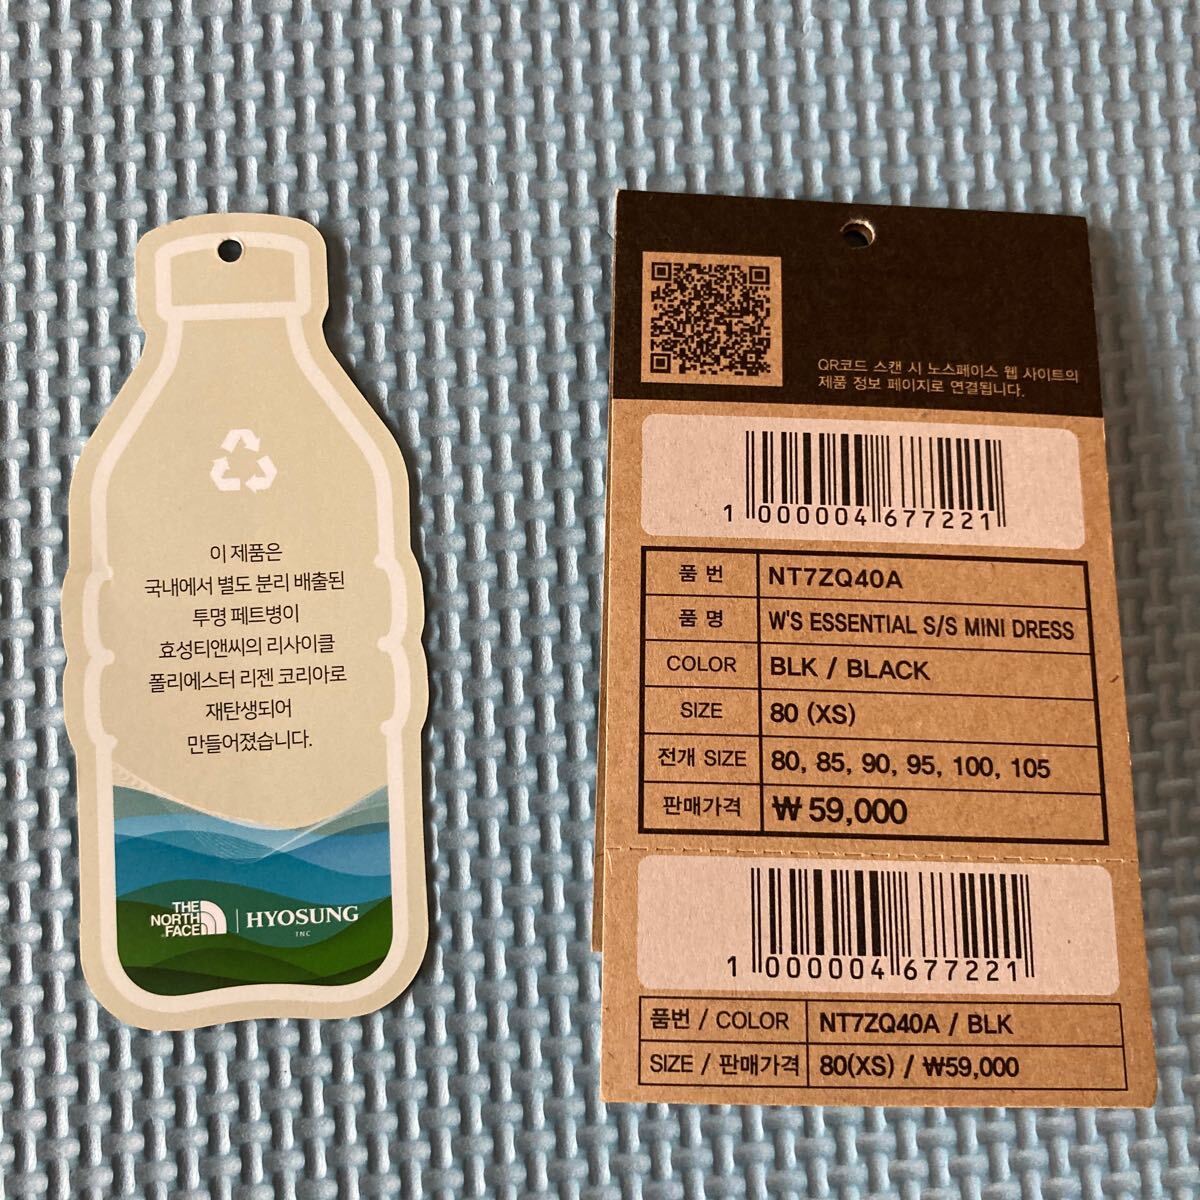 이 제품은
국내에서 별도 분리 배출된
투명 페트병이
효성티앤씨의 리사이클
폴리에스터 리젠 코리아로
재탄생되어
만들어졌습니다.
THE
NORTH
FACE
HYOSUNG
TNC
QR코드 스캔 시 노스페이스 웹 사이트의
제품 정보 페이지로 연결됩니다.
1 000004 677221
품 번 NT7ZQ40A
품 명 W'S ESSENTIAL S/S MINI DRESS
COLOR BLK / BLACK
SIZE 80 (XS)
전개 SIZE 80, 85, 90, 95, 100, 105
판매가격 ₩ 59,000
1 000004 677221
품번 / COLOR NT7ZQ40A / BLK
SIZE / 판매가격 80(XS) / ₩59,000